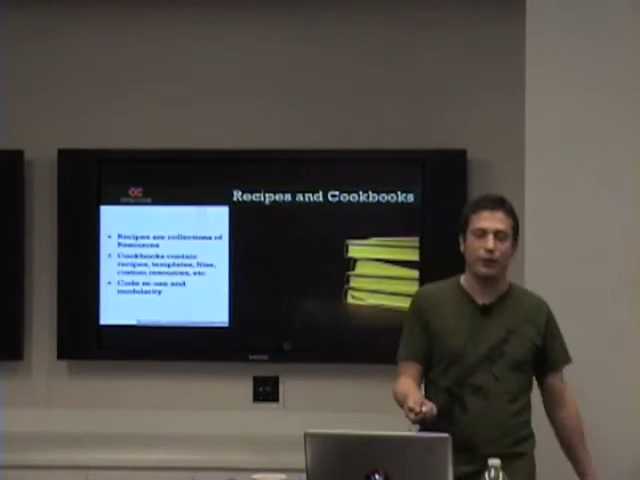 Recipes and Cookbooks
• Recipes are collections of
Resources
• Cookbooks contain
recipes, templates, files,
custom resources, etc
• Code re-use and
modularity